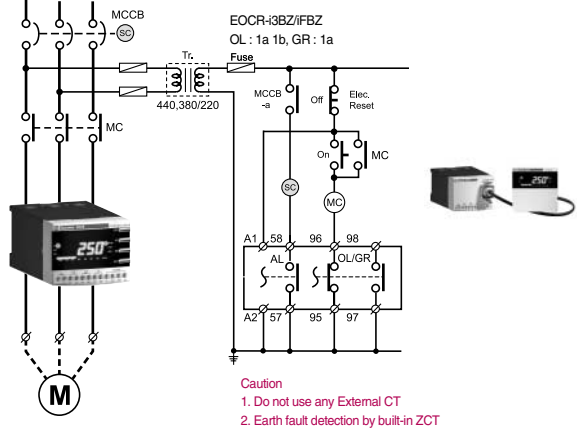 MCCB
SC
EOCR-i3BZ/iFBZ
OL : 1a 1b, GR : 1a
Tr.
Fuse
440,380/220
MCCB
-a
Off
Elec.
Reset
MC
On
MC
SC
MC
A1 58 96 98
AL
OL/GR
A2 57 95 97
250
250
M
Caution
1. Do not use any External CT
2. Earth fault detection by built-in ZCT